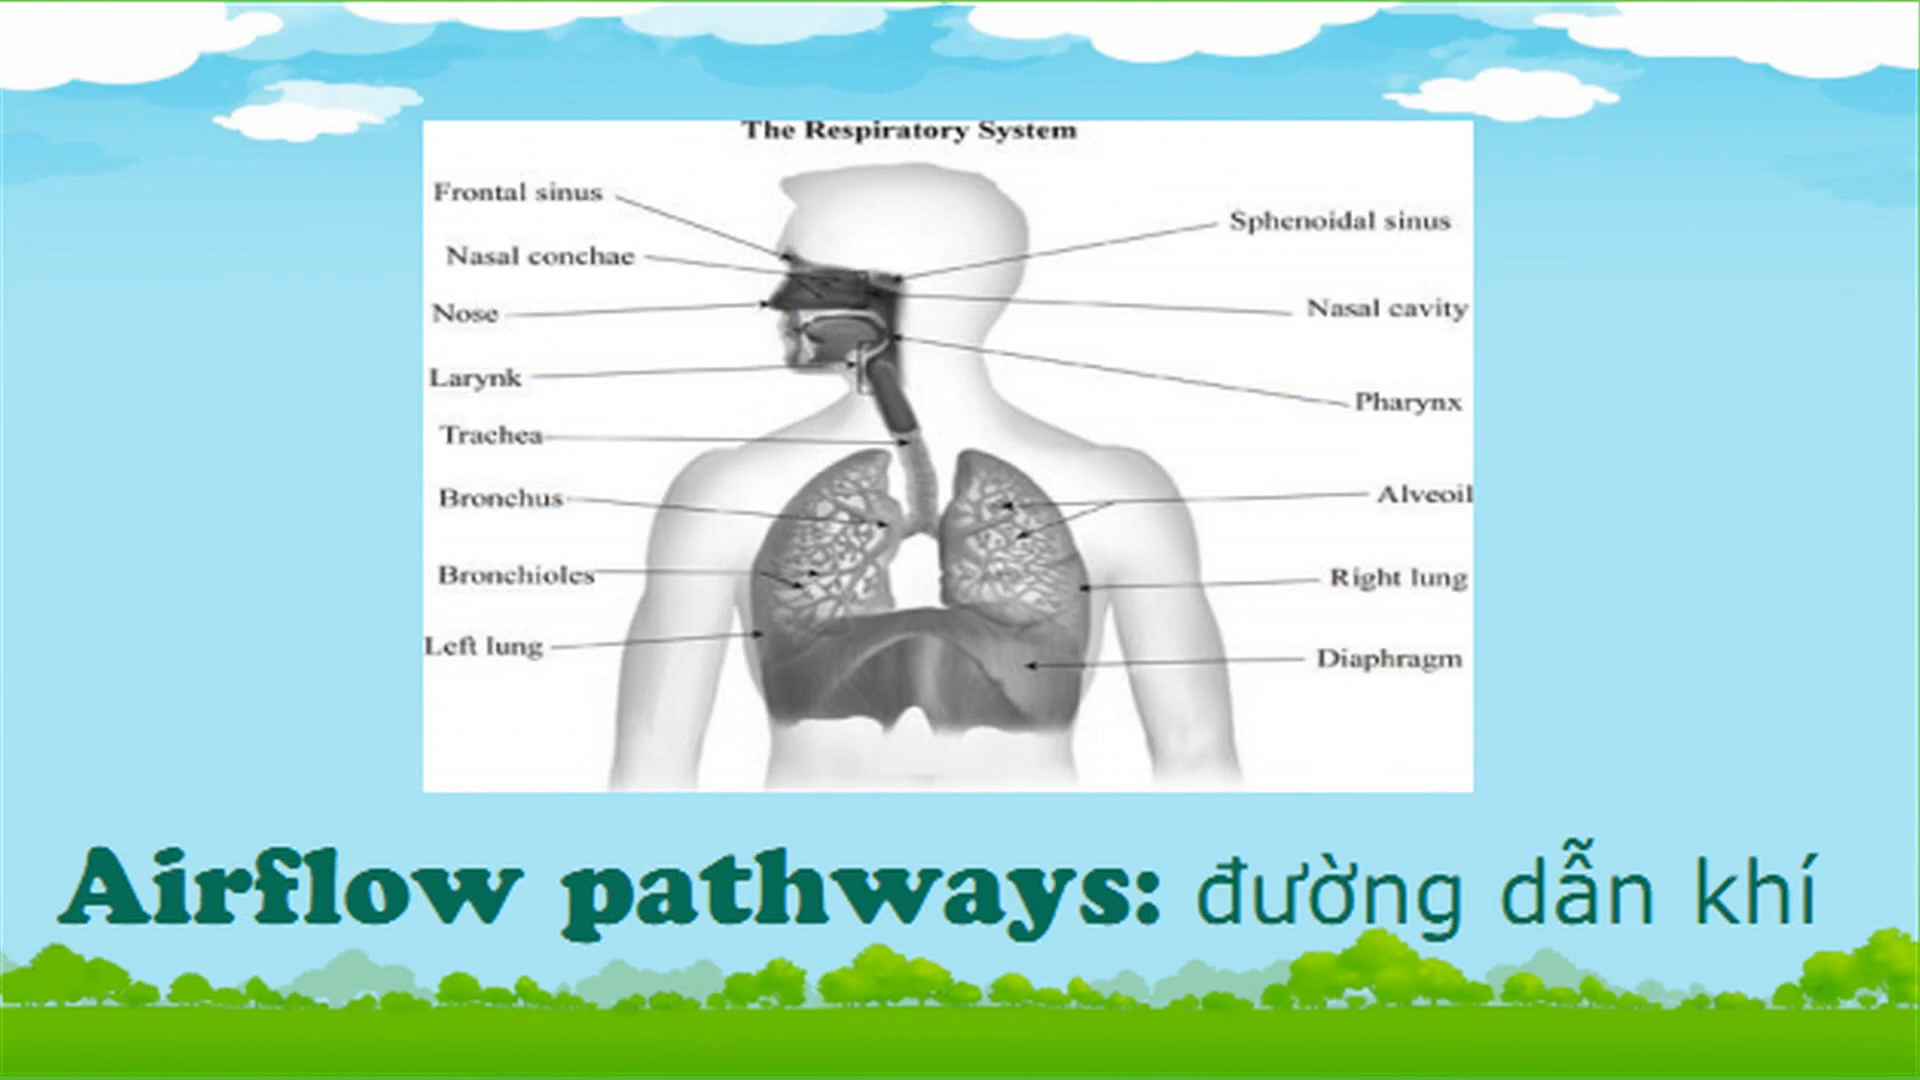 The Respiratory System
Frontal sinus
Nasal conchae
Nose
Larynk
Trachea
Bronchus
Bronchioles
Left lung
Sphenoidal sinus
Nasal cavity
Pharynx
Alveoil
Right lung
Diaphragm
Airflow pathways: đường dẫn khí